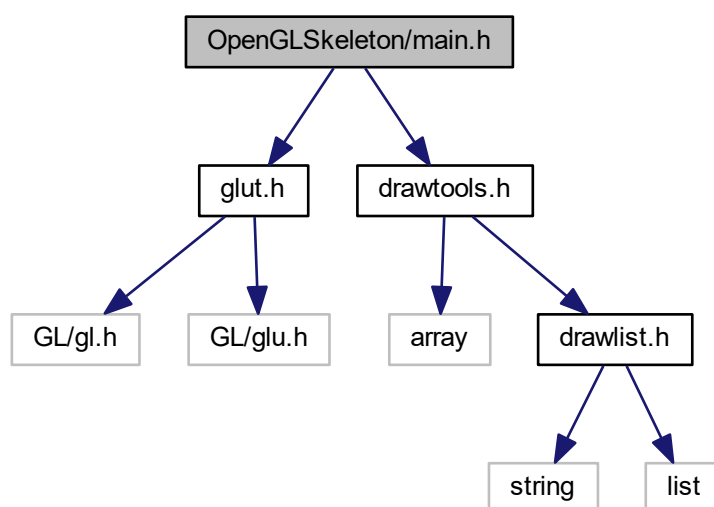 OpenGLSkeleton/main.h
glut.h
drawtools.h
GL/gl.h
GL/glu.h
array
drawlist.h
string
list